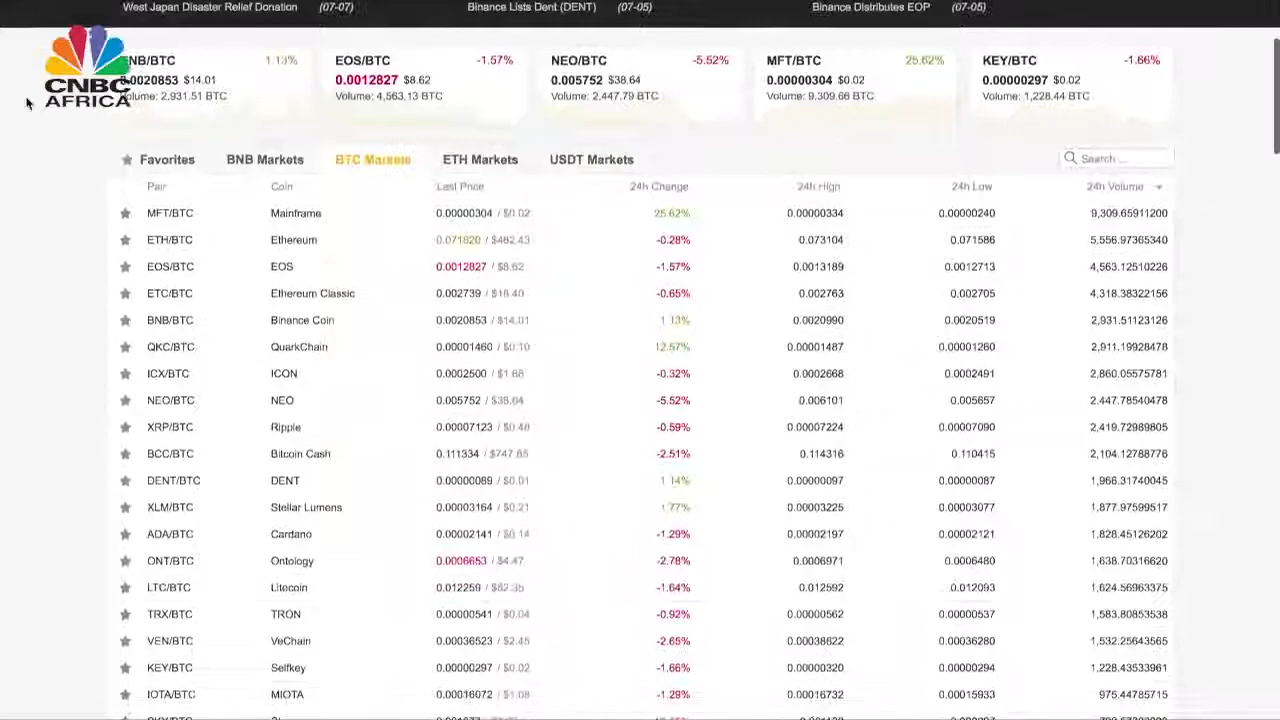 West Japan Disaster Relief Donation (07-07) Binance Lists Dent (DENT) (07-05) Binance Distributes EOP (07-05)
CNBC AFRICA
BNB/BTC 1.13% EOS/BTC -1.57% NEO/BTC -5.52% MFT/BTC 25.62% KEY/BTC -1.66%
0.0020853 $14.01 0.0012827 $8.62 0.005752 $38.64 0.00000304 $0.02 0.00000297 $0.02
Volume: 2,931.51 BTC Volume: 4,563.13 BTC Volume: 2,447.79 BTC Volume: 9,309.66 BTC Volume: 1,228.44 BTC
Favorites BNB Markets BTC Markets ETH Markets USDT Markets Search ...
Pair Coin Last Price 24h Change 24h High 24h Low 24h Volume
MFT/BTC Mainframe 0.00000304 / $0.02 25.62% 0.00000334 0.00000240 9,309.65911200
ETH/BTC Ethereum 0.071820 / $482.43 -0.28% 0.073104 0.071586 5,556.97365340
EOS/BTC EOS 0.0012827 / $8.62 -1.57% 0.0013189 0.0012713 4,563.12510226
ETC/BTC Ethereum Classic 0.002739 / $18.40 -0.65% 0.002763 0.002705 4,318.38322156
BNB/BTC Binance Coin 0.0020853 / $14.01 1.13% 0.0020990 0.0020519 2,931.51123126
QKC/BTC QuarkChain 0.00001460 / $0.10 12.57% 0.00001487 0.00001260 2,911.19928478
ICX/BTC ICON 0.0002500 / $1.68 -0.32% 0.0002668 0.0002491 2,860.05575781
NEO/BTC NEO 0.005752 / $38.64 -5.52% 0.006101 0.005657 2,447.78540478
XRP/BTC Ripple 0.00007123 / $0.48 -0.59% 0.00007224 0.00007090 2,419.72989805
BCC/BTC Bitcoin Cash 0.111334 / $747.85 -2.51% 0.114316 0.110415 2,104.12788776
DENT/BTC DENT 0.00000089 / $0.01 1.14% 0.00000097 0.00000087 1,966.31740045
XLM/BTC Stellar Lumens 0.00003164 / $0.21 1.77% 0.00003225 0.00003077 1,877.97599517
ADA/BTC Cardano 0.00002141 / $0.14 -1.29% 0.00002197 0.00002121 1,828.45126202
ONT/BTC Ontology 0.0006653 / $4.47 -2.78% 0.0006971 0.0006480 1,638.70316620
LTC/BTC Litecoin 0.012259 / $82.35 -1.64% 0.012592 0.012093 1,624.56963375
TRX/BTC TRON 0.00000541 / $0.04 -0.92% 0.00000562 0.00000537 1,583.80853538
VEN/BTC VeChain 0.00036523 / $2.45 -2.65% 0.00038622 0.00036280 1,532.25643565
KEY/BTC Selfkey 0.00000297 / $0.02 -1.66% 0.00000320 0.00000294 1,228.43533961
IOTA/BTC MIOTA 0.00016072 / $1.08 -1.29% 0.00016732 0.00015933 975.44785715